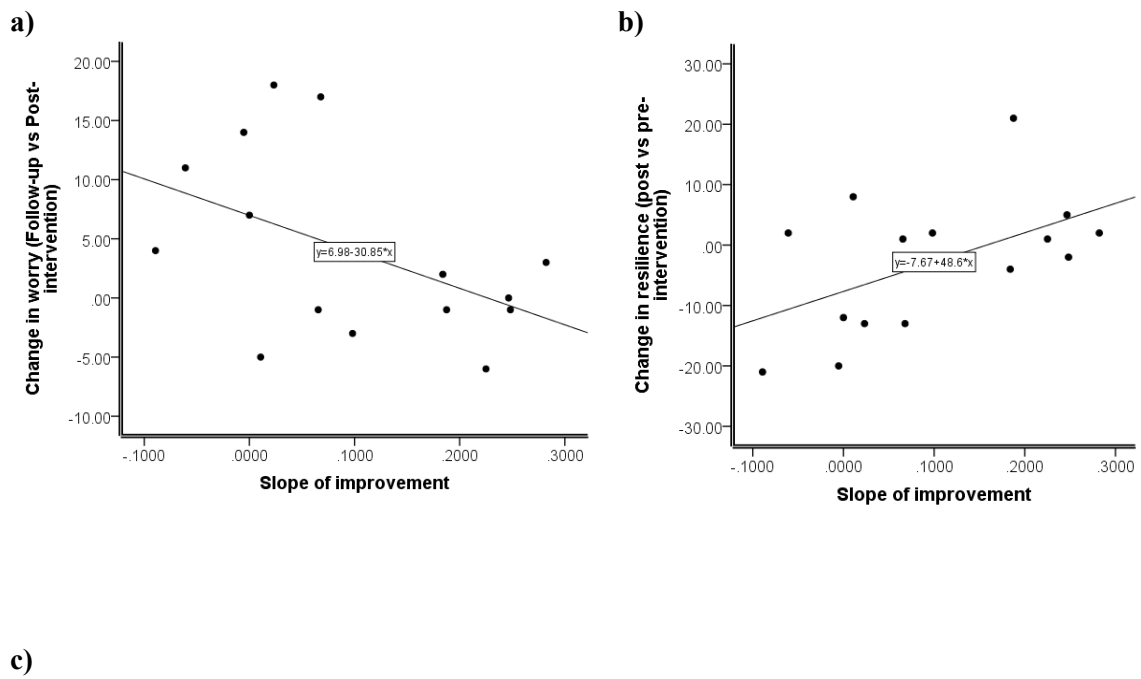 a)
20.00
15.00
10.00
5.00
.00
-5.00
-10.00
Change in worry (Follow-up vs Post-
intervention)
y=6.98-30.85*x
-.1000
.0000
.1000
.2000
.3000
Slope of improvement
b)
30.00
20.00
10.00
.00
-10.00
-20.00
-30.00
Change in resilience (post vs pre-
intervention)
y=-7.67+48.6*x
-.1000
.0000
.1000
.2000
.3000
Slope of improvement
c)